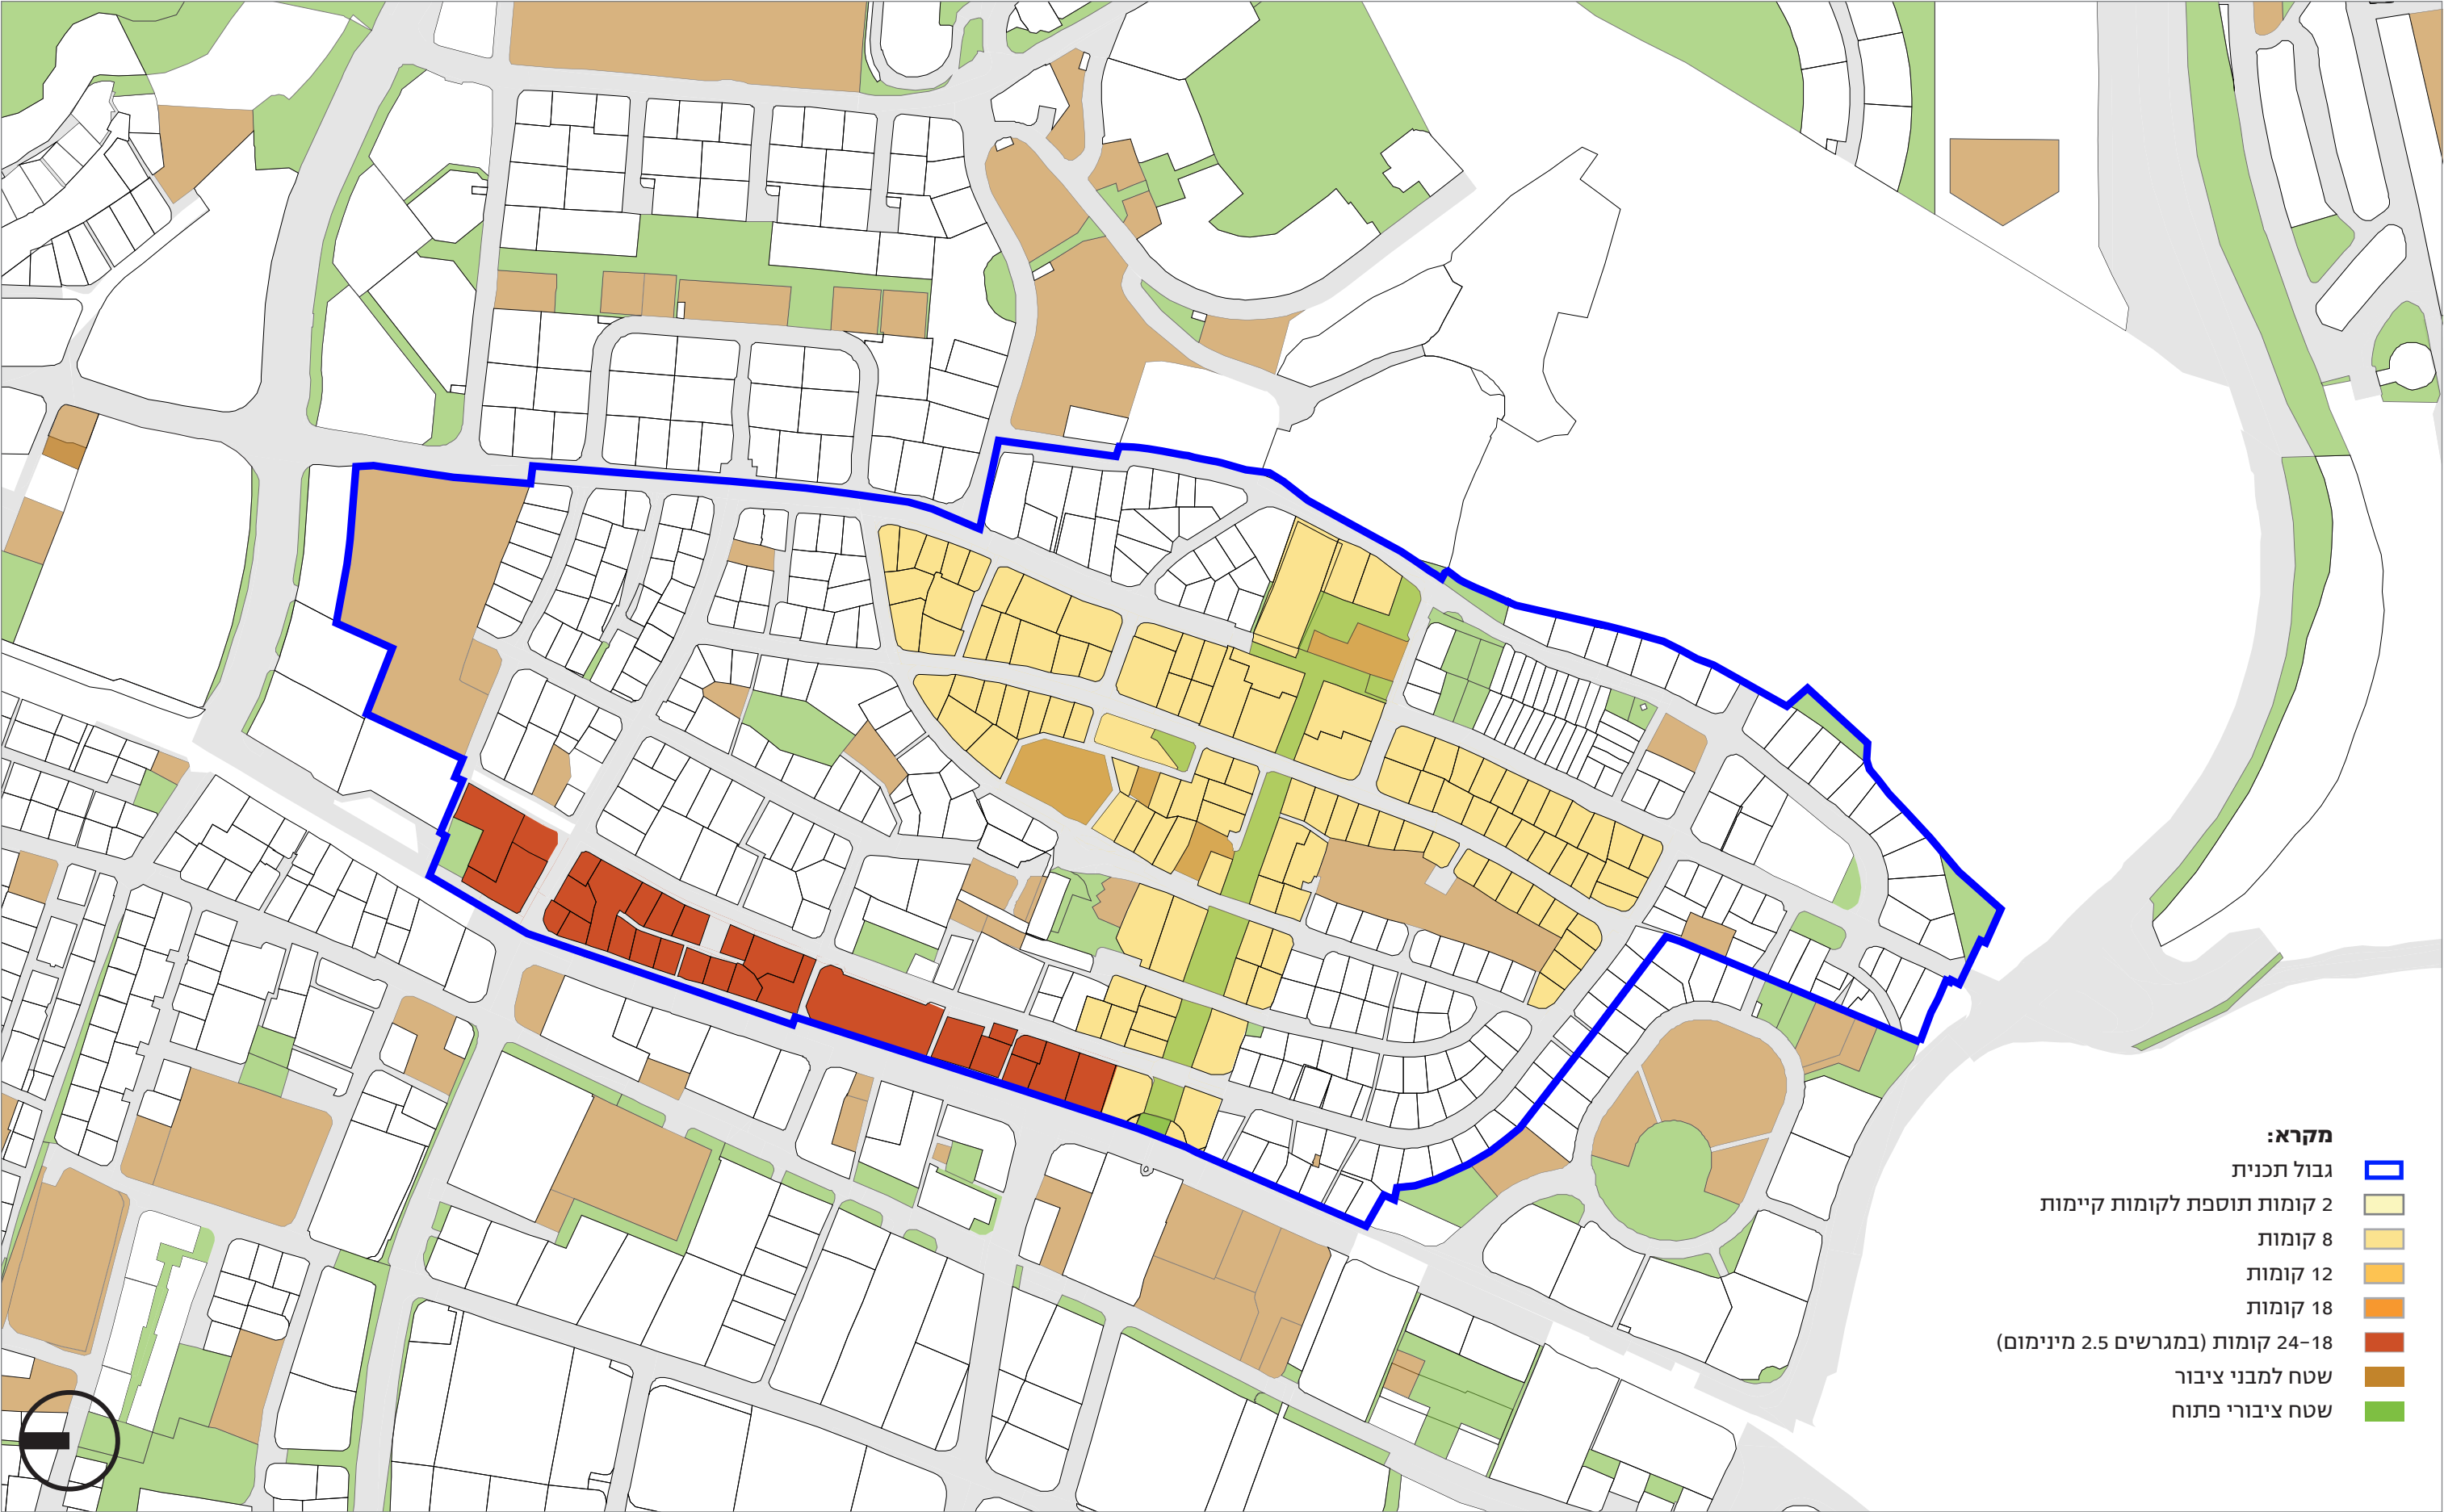 מקרא:
גבול תכנית
2 קומות תוספת לקומות קיימות
8 קומות
12 קומות
18 קומות
24-18 קומות (במגרשים 2.5 מינימום)
שטח למבני ציבור
שטח ציבורי פתוח